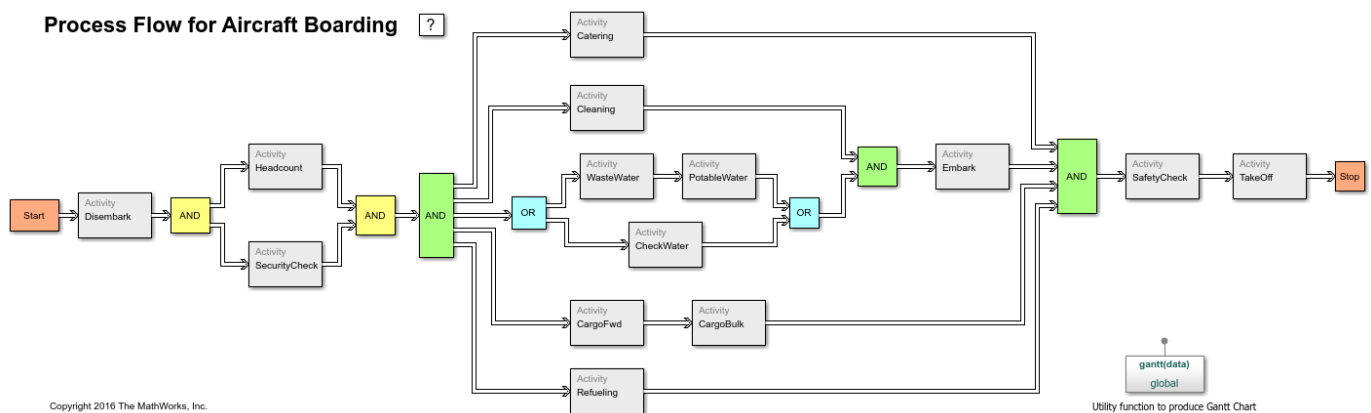 Process Flow for Aircraft Boarding
?
Activity
Catering
Activity
Cleaning
Activity
Headcount
Activity
WasteWater
Activity
PotableWater
AND
Activity
Embark
AND
Activity
SafetyCheck
Activity
TakeOff
Stop
Start
Activity
Disembark
AND
AND
AND
OR
OR
Activity
SecurityCheck
Activity
CheckWater
Activity
CargoFwd
Activity
CargoBulk
Activity
Refueling
gantt(data)
global
Utility function to produce Gantt Chart
Copyright 2016 The MathWorks, Inc.